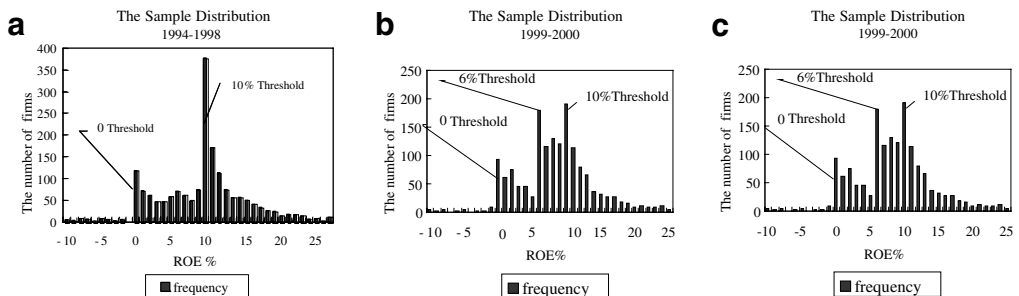 a
The Sample Distribution
1994-1998
The number of firms
400
350
300
250
200
150
100
50
0
10% Threshold
0 Threshold
- 10 -5 0 5 10 15 20 25
ROE %
frequency
b
The Sample Distribution
1999-2000
The number of firms
250
200
150
100
50
0
6%Threshold
10%Threshold
0 Threshold
- 10 - 5 0 5 10 15 20 25
ROE%
frequency
c
The Sample Distribution
1999-2000
The number of firms
250
200
150
100
50
0
6%Threshold
10%Threshold
0 Threshold
- 10 - 5 0 5 10 15 20 25
ROE%
frequency